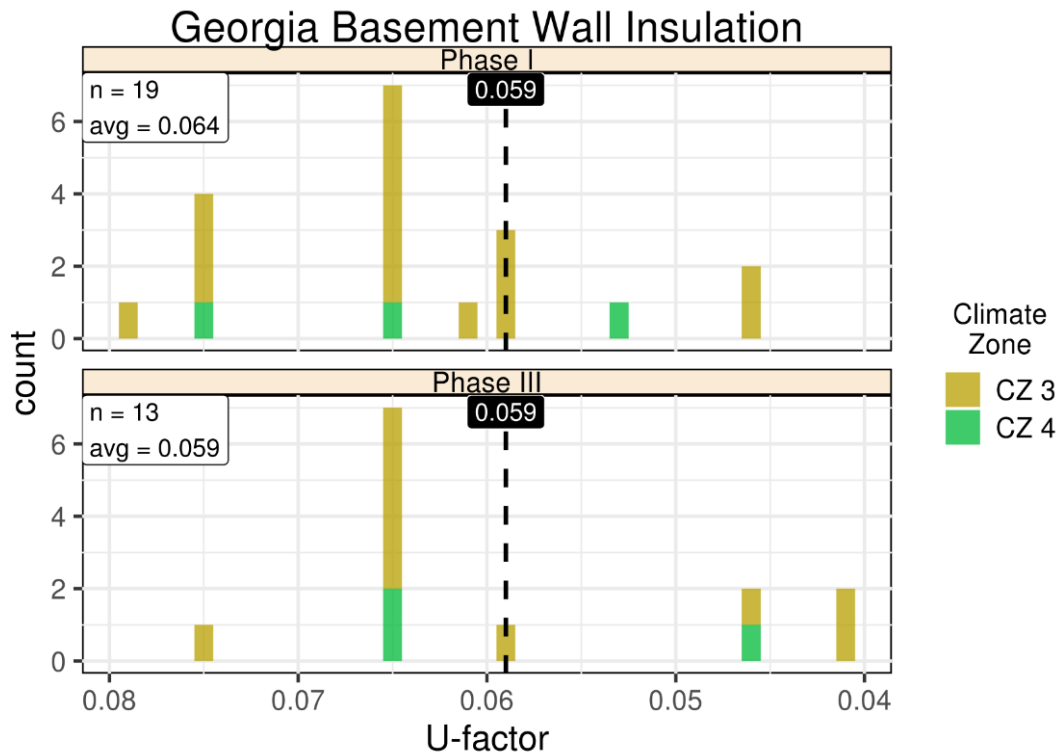 Georgia Basement Wall Insulation
Phase I
n = 19
avg = 0.064
0.059
6
4
2
0
Phase III
n = 13
avg = 0.059
0.059
6
4
2
0
count
0.08 0.07 0.06 0.05 0.04
U-factor
Climate
Zone
CZ 3
CZ 4